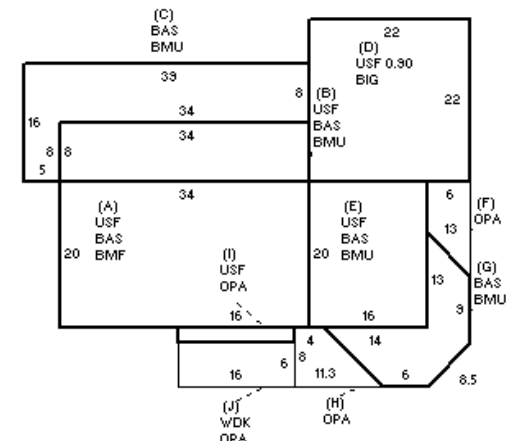 (C)
BAS
BMU
22
(D)
USF 0.90
BIG
39
8
(B)
USF
BAS
BMU
22
34
16
34
8
8
5
34
6
(F)
OPA
(A)
USF
BAS
BMF
(E)
USF
BAS
BMU
13
20
(I)
USF
OPA
20
(G)
BAS
BMU
13
9
16
16
4
14
6
8
16
11.3
6
8.5
(J)
WDK
OPA
(H)
OPA